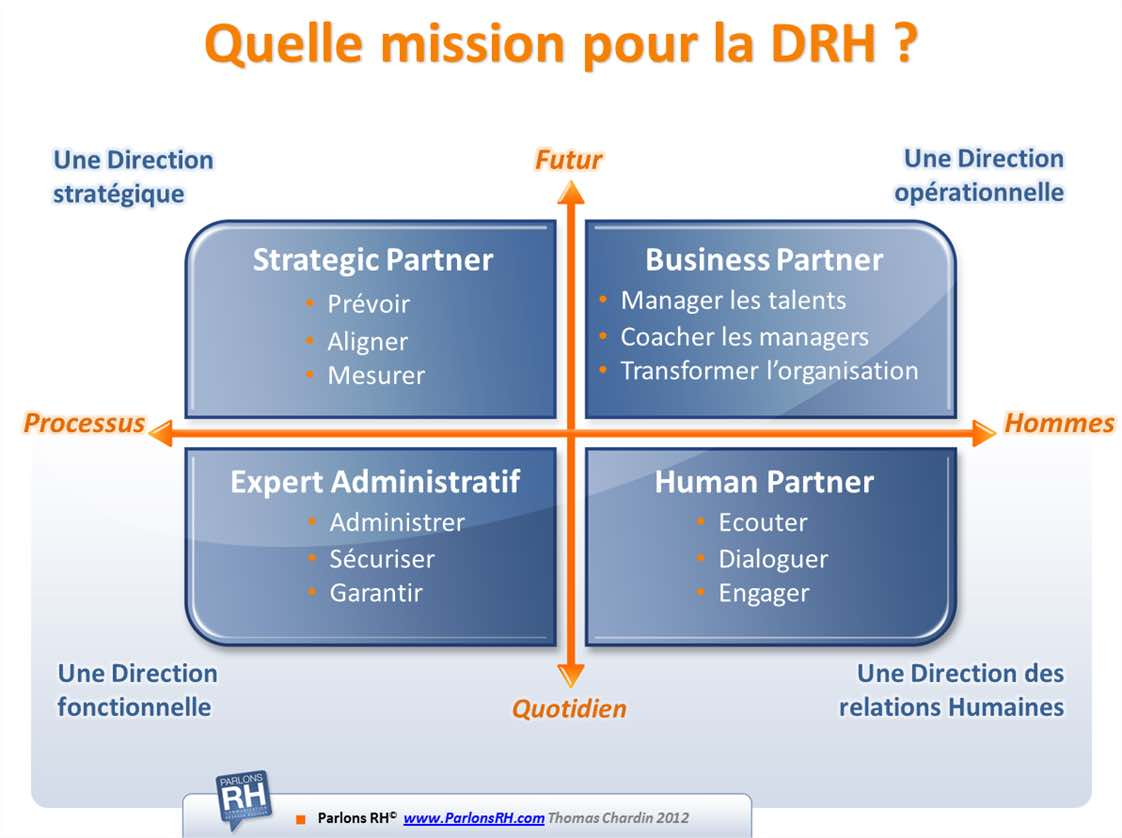 Quelle mission pour la DRH ?
Une Direction
stratégique
Futur
Une Direction
opérationnelle
Strategic Partner
• Prévoir
• Aligner
• Mesurer
Business Partner
• Manager les talents
• Coacher les managers
• Transformer l’organisation
Processus
Hommes
Expert Administratif
• Administrer
• Sécuriser
• Garantir
Human Partner
• Ecouter
• Dialoguer
• Engager
Une Direction
fonctionnelle
Quotidien
Une Direction des
relations Humaines
PARLONS
RH
Parlons RH© www.ParlonsRH.com Thomas Chardin 2012